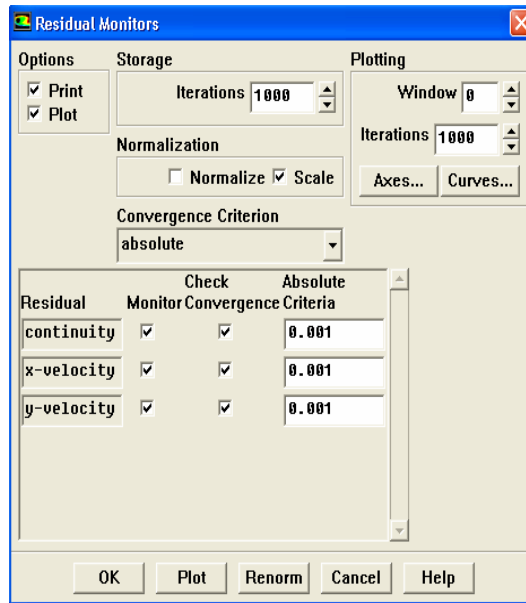 Residual Monitors
Options
Print
Plot
Storage
Iterations 1000
Normalization
Normalize Scale
Convergence Criterion
absolute
Plotting
Window 0
Iterations 1000
Axes... Curves...
Residual Monitor Check Convergence Absolute Criteria
continuity 0.001
x-velocity 0.001
y-velocity 0.001
OK Plot Renorm Cancel Help